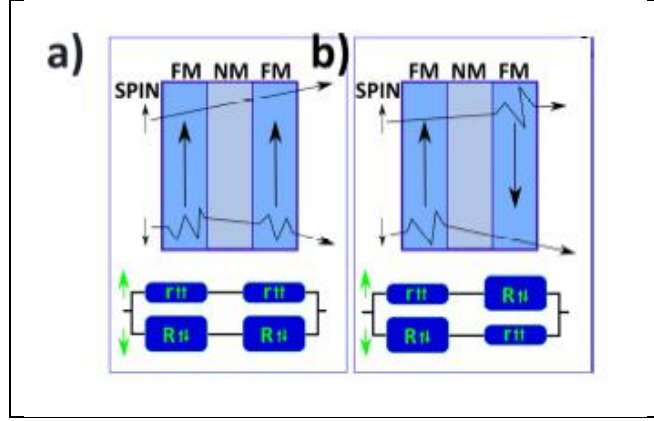 a)
FM NM FM
SPIN
r↑↑ r↑↑
R↑↓ R↑↓
b)
FM NM FM
SPIN
r↑↑ R↑↓
R↑↓ r↑↑